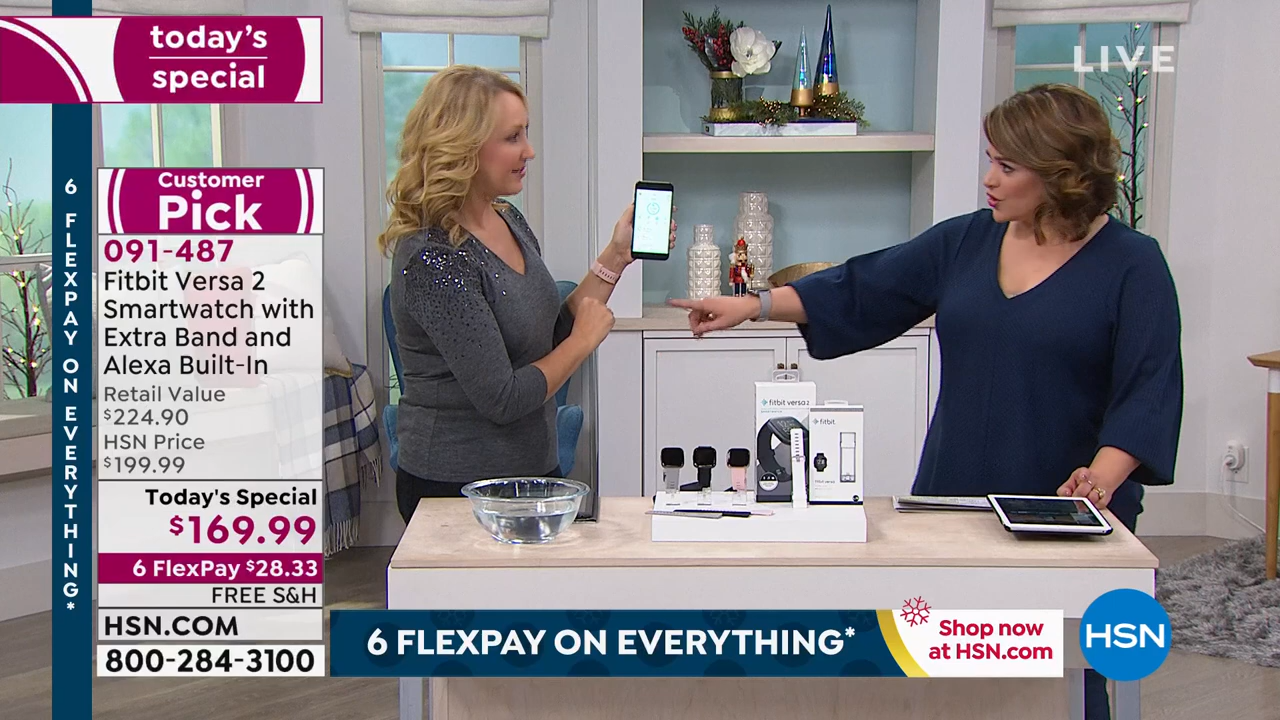 today's
special
LIVE
6 FLEXPAY ON EVERYTHING*
Customer
Pick
091-487
Fitbit Versa 2
Smartwatch with
Extra Band and
Alexa Built-In
Retail Value
$224.90
HSN Price
$199.99
Today's Special
$169.99
6 FlexPay $28.33
FREE S&H
HSN.COM
800-284-3100
fitbit versa 2
fitbit
6 FLEXPAY ON EVERYTHING*
Shop now
at HSN.com
HSN